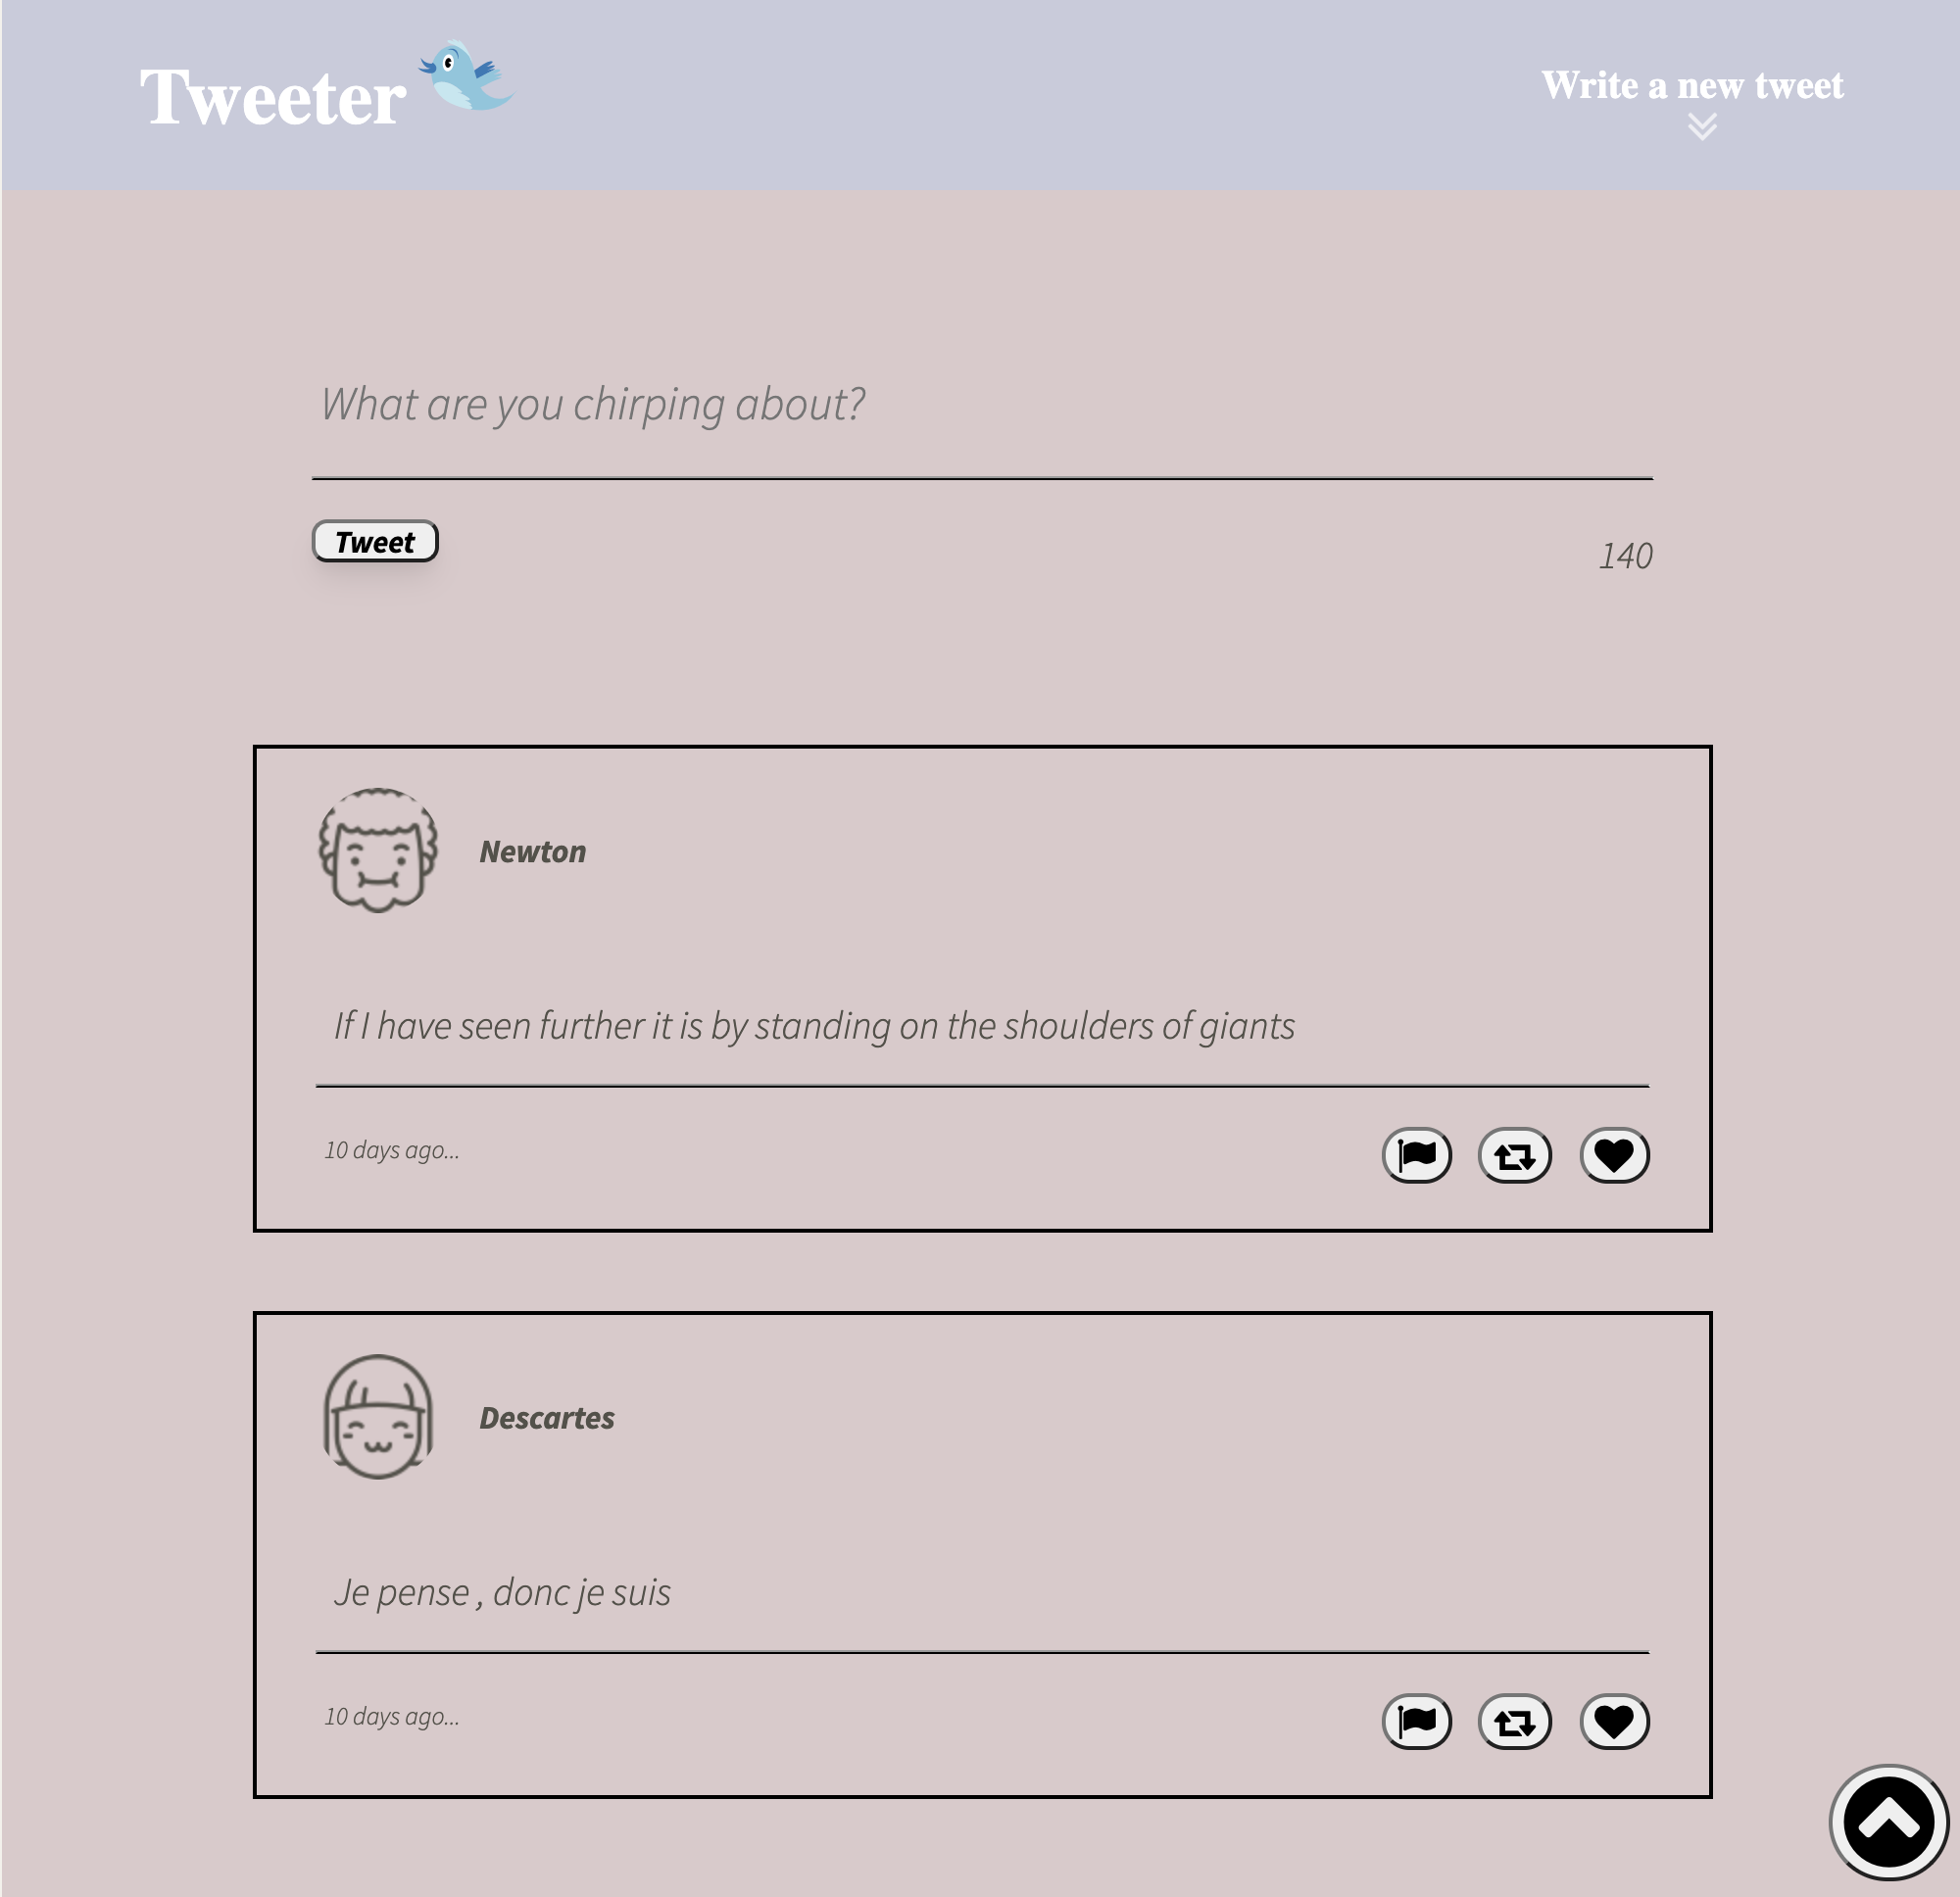 Tweeter
Write a new tweet
What are you chirping about?
Tweet
140
Newton
If I have seen further it is by standing on the shoulders of giants
10 days ago...
Descartes
Je pense , donc je suis
10 days ago...